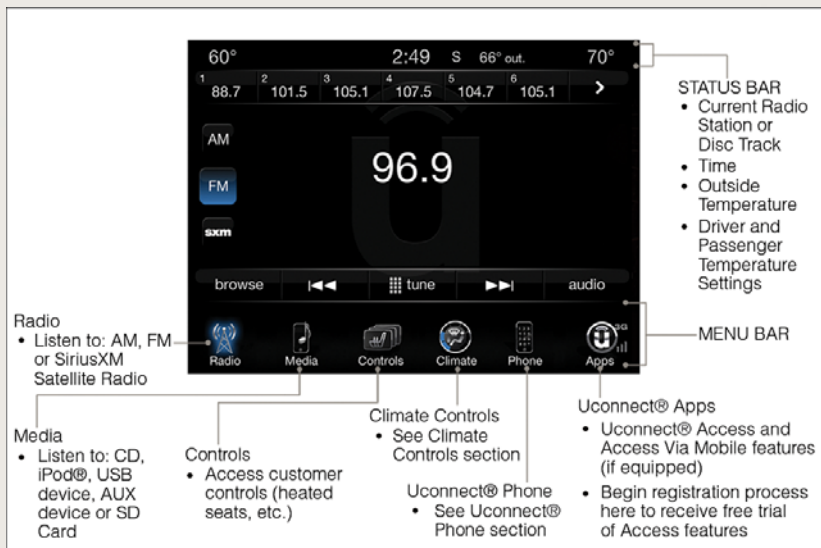 60° 2:49 S 66° out. 70°
1 2 3 4 5 6
88.7 101.5 105.1 107.5 104.7 105.1 >
AM
FM
sxm
96.9
browse tune audio
Radio Media Controls Climate Phone Apps
3G
STATUS BAR
• Current Radio
Station or
Disc Track
• Time
• Outside
Temperature
• Driver and
Passenger
Temperature
Settings
MENU BAR
Radio
• Listen to: AM, FM
or SiriusXM
Satellite Radio
Media
• Listen to: CD,
iPod®, USB
device, AUX
device or SD
Card
Controls
• Access customer
controls (heated
seats, etc.)
Climate Controls
• See Climate
Controls section
Uconnect® Phone
• See Uconnect®
Phone section
Uconnect® Apps
• Uconnect® Access and
Access Via Mobile features
(if equipped)
• Begin registration process
here to receive free trial
of Access features